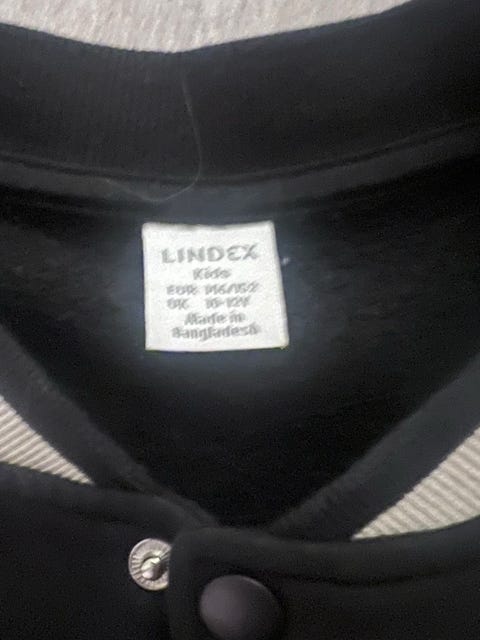 LINDEX
Kids
EUR 146/152
UK 10-12Y
Made in
Bangladesh